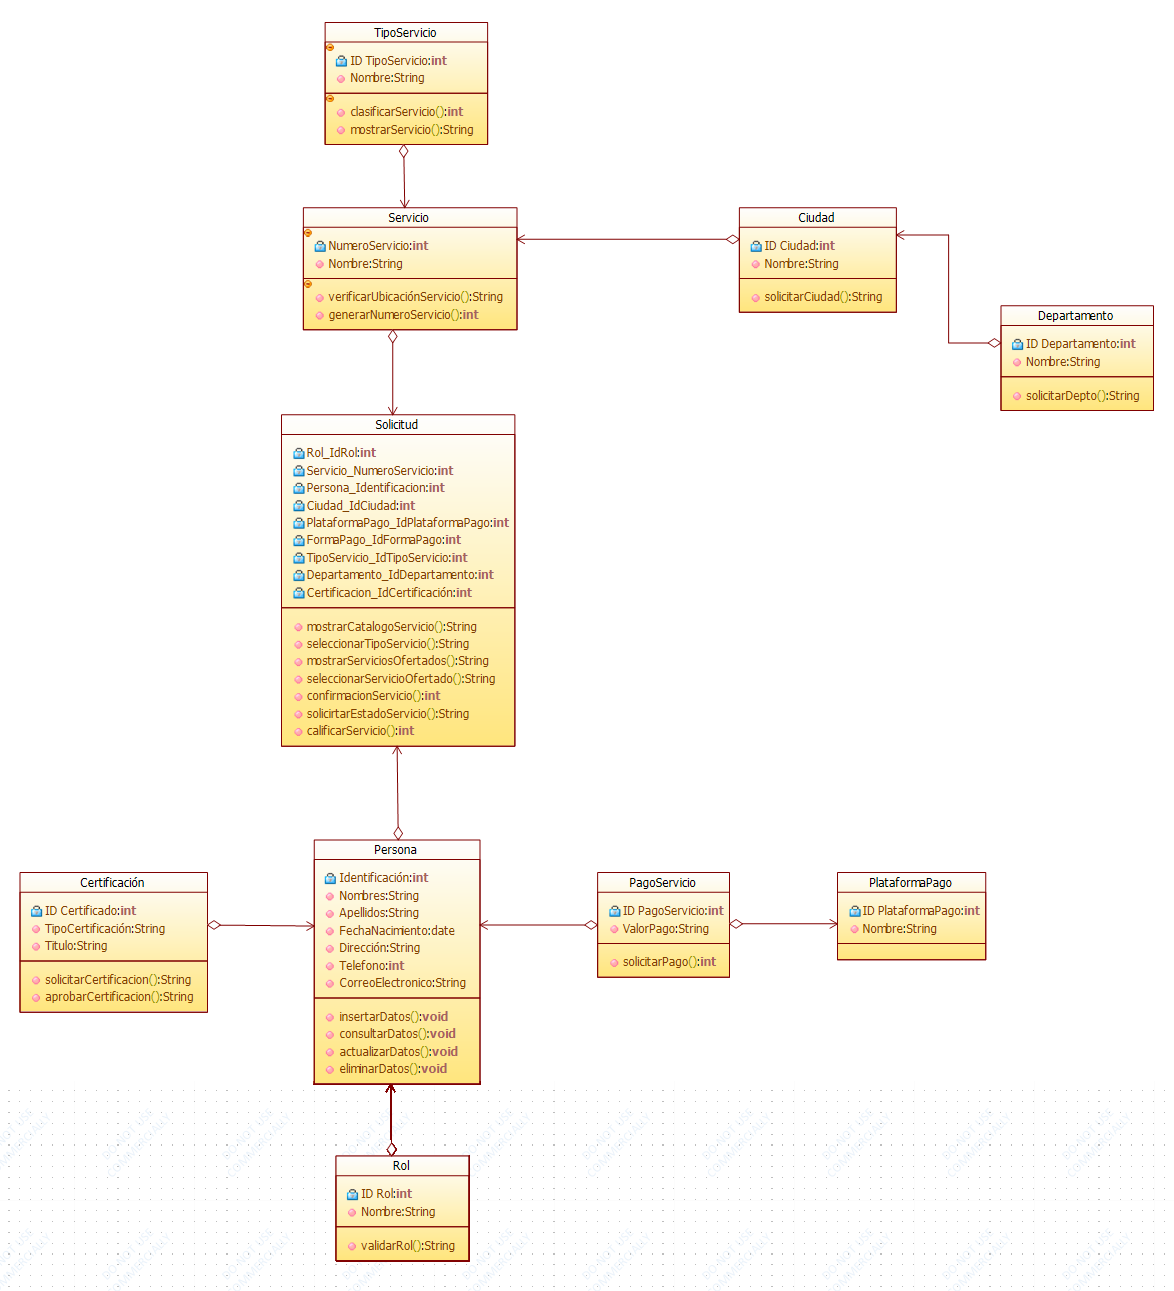 TipoServicio
ID TipoServicio:int
Nombre:String
clasificarServicio():int
mostrarServicio():String
Servicio
NumeroServicio:int
Nombre:String
verificarUbicaciónServicio():String
generarNumeroServicio():int
Ciudad
ID Ciudad:int
Nombre:String
solicitarCiudad():String
Departamento
ID Departamento:int
Nombre:String
solicitarDepto():String
Solicitud
Rol_IdRol:int
Servicio_NumeroServicio:int
Persona_Identificacion:int
Ciudad_IdCiudad:int
PlataformaPago_IdPlataformaPago:int
FormaPago_IdFormaPago:int
TipoServicio_IdTipoServicio:int
Departamento_IdDepartamento:int
Certificacion_IdCertificación:int
mostrarCatalogoServicio():String
seleccionarTipoServicio():String
mostrarServiciosOfertados():String
seleccionarServicioOfertado():String
confirmacionServicio():int
solicirtarEstadoServicio():String
calificarServicio():int
Certificación
ID Certificado:int
TipoCertificación:String
Titulo:String
solicitarCertificacion():String
aprobarCertificacion():String
Persona
Identificación:int
Nombres:String
Apellidos:String
FechaNacimiento:date
Dirección:String
Telefono:int
CorreoElectronico:String
insertarDatos():void
consultarDatos():void
actualizarDatos():void
eliminarDatos():void
PagoServicio
ID PagoServicio:int
ValorPago:String
solicitarPago():int
PlataformaPago
ID PlataformaPago:int
Nombre:String
Rol
ID Rol:int
Nombre:String
validarRol():String